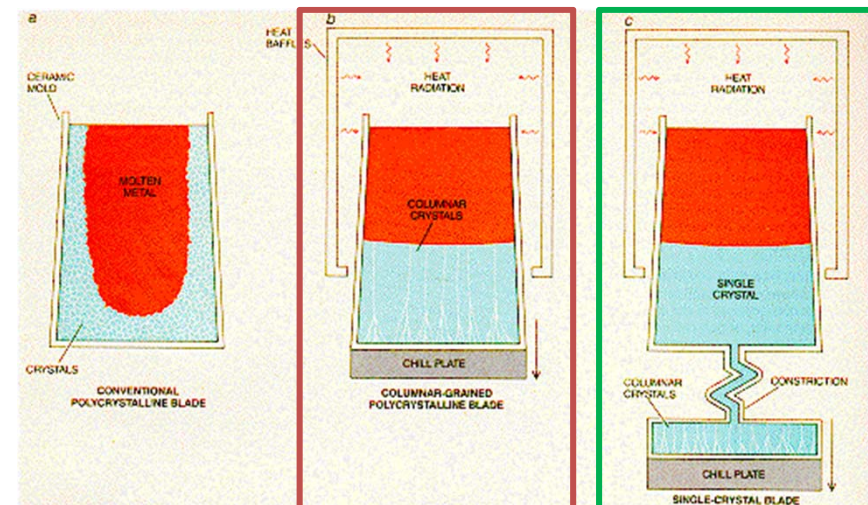 a
CERAMIC
MOLD
MOLTEN
METAL
CRYSTALS
CONVENTIONAL
POLYCRYSTALLINE BLADE
b
HEAT
BAFFLES
HEAT
RADIATION
COLUMNAR
CRYSTALS
CHILL PLATE
COLUMNAR-GRAINED
POLYCRYSTALLINE BLADE
c
HEAT
RADIATION
SINGLE
CRYSTAL
COLUMNAR
CRYSTALS
CONSTRICTION
CHILL PLATE
SINGLE-CRYSTAL BLADE